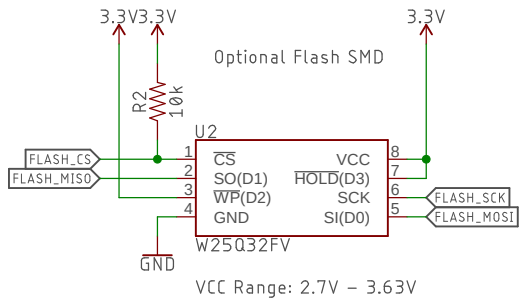 3.3V 3.3V 3.3V
Optional Flash SMD
R2
10k
U2
FLASH_CS 1 CS VCC 8
FLASH_MISO 2 SO(D1) HOLD(D3) 7
3 WP(D2) SCK 6 FLASH_SCK
4 GND SI(D0) 5 FLASH_MOSI
GND
W25Q32FV
VCC Range: 2.7V – 3.63V